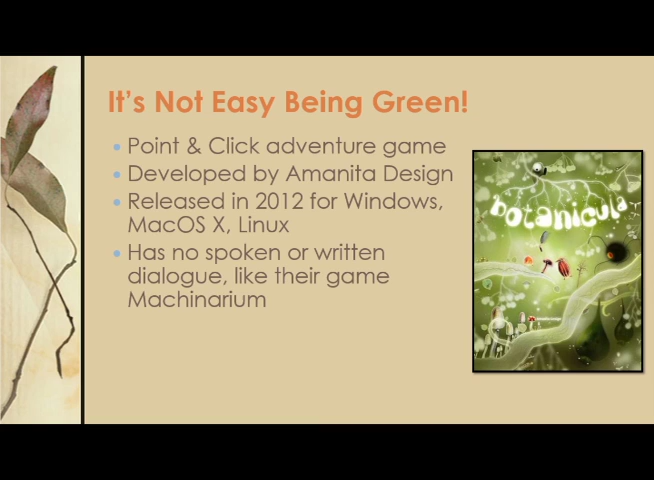 It's Not Easy Being Green!
• Point & Click adventure game
• Developed by Amanita Design
• Released in 2012 for Windows,
MacOS X, Linux
• Has no spoken or written
dialogue, like their game
Machinarium
botanicula